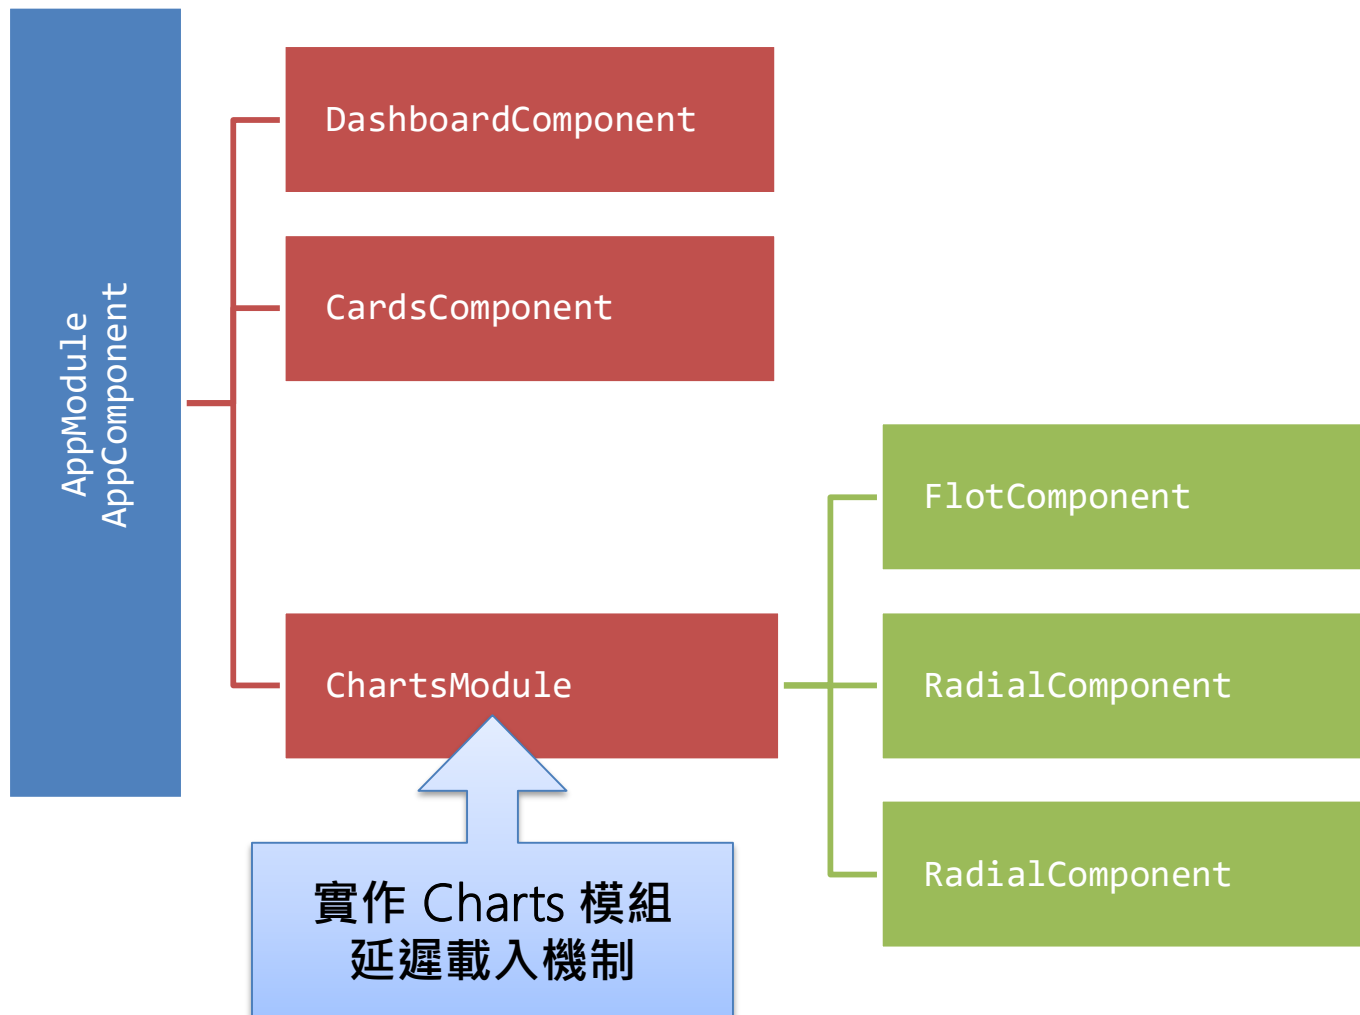 AppModule
AppComponent
DashboardComponent
CardsComponent
ChartsModule
FlotComponent
RadialComponent
RadialComponent
實作 Charts 模組
延遲載入機制